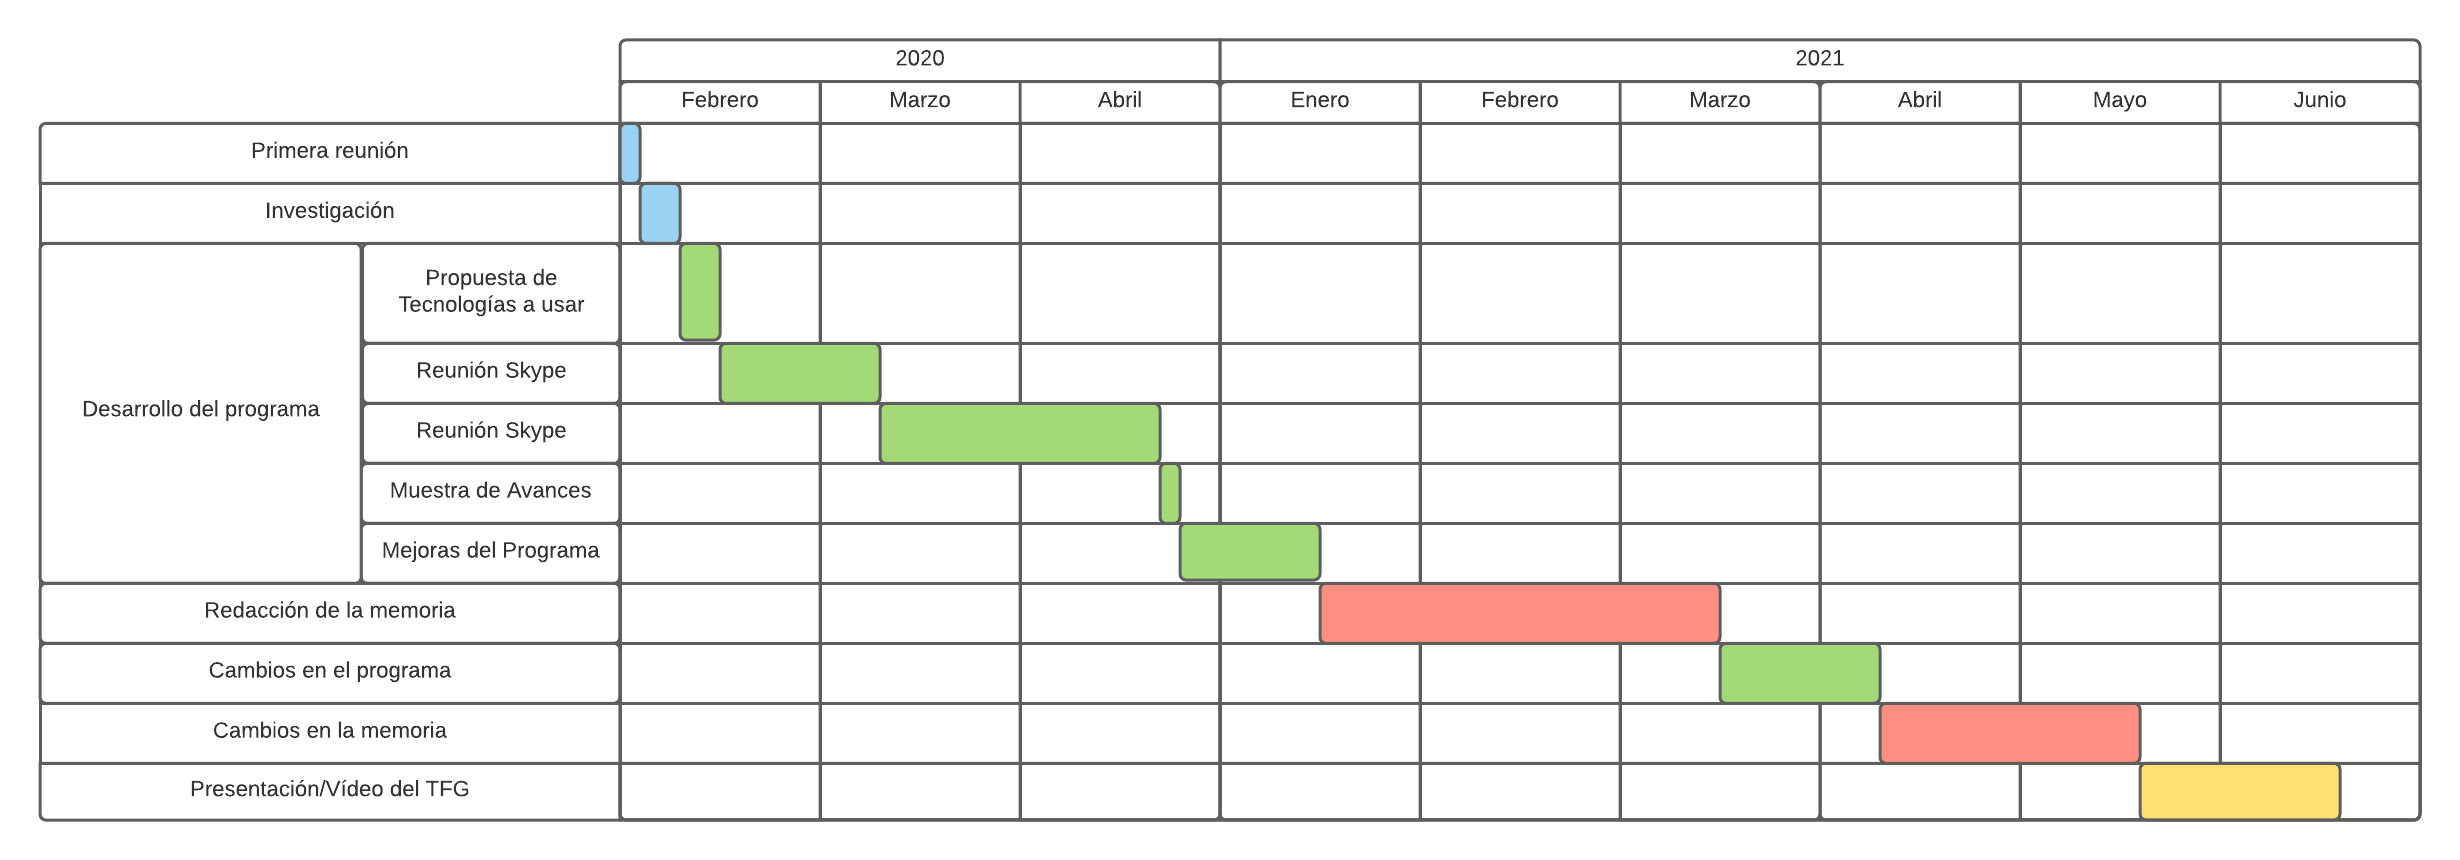 2020
2021
Febrero
Marzo
Abril
Enero
Febrero
Marzo
Abril
Mayo
Junio
Primera reunión
Investigación
Desarrollo del programa
Propuesta de
Tecnologías a usar
Reunión Skype
Reunión Skype
Muestra de Avances
Mejoras del Programa
Redacción de la memoria
Cambios en el programa
Cambios en la memoria
Presentación/Vídeo del TFG